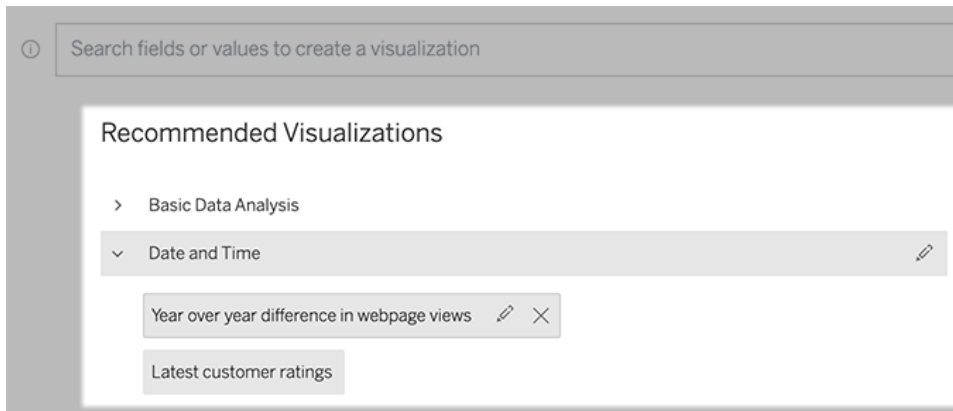 Search fields or values to create a visualization
Recommended Visualizations
Basic Data Analysis
Date and Time
Year over year difference in webpage views
Latest customer ratings